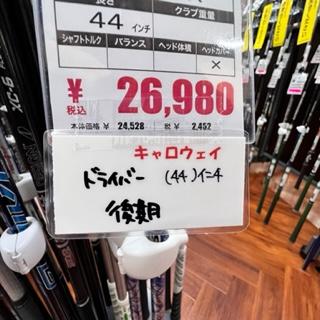 長さ
クラブ重量
44 インチ
シャフトトルク バランス ヘッド体積 ヘッドカバー
×
¥ 26,980
税込
本体価格 ¥ 24,528 税 ¥ 2,452
キャロウェイ
ドライバー (44)インチ
後期
XC-6